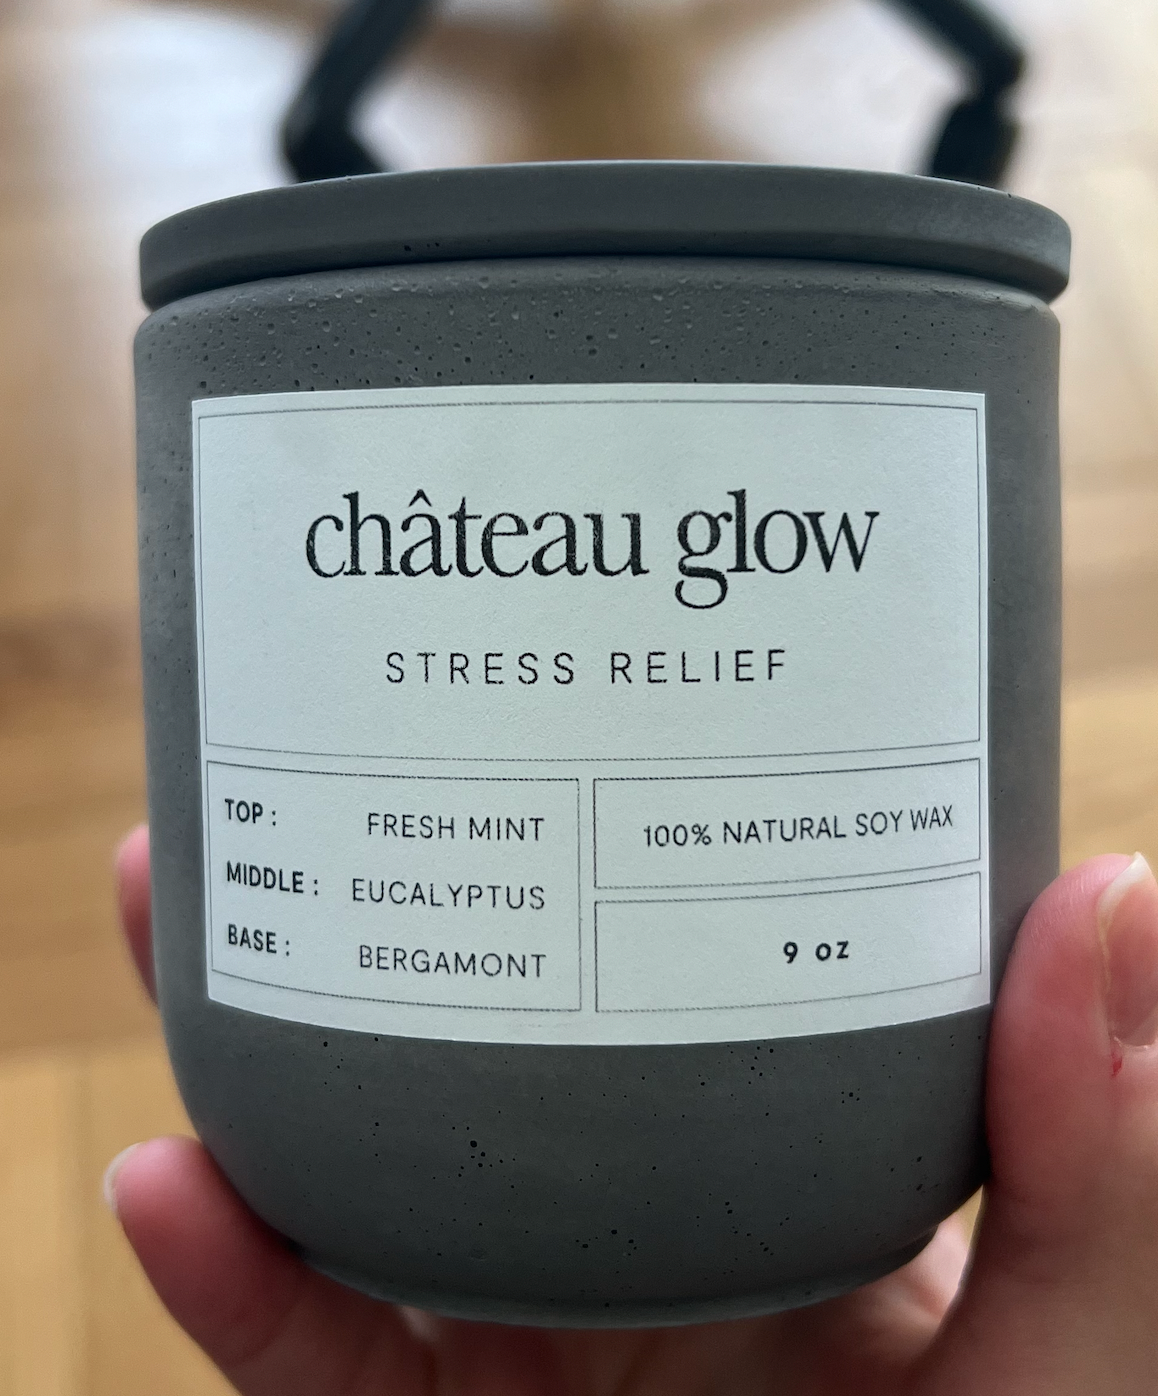 château glow
STRESS RELIEF
TOP : FRESH MINT
MIDDLE : EUCALYPTUS
BASE : BERGAMONT
100% NATURAL SOY WAX
9 oz